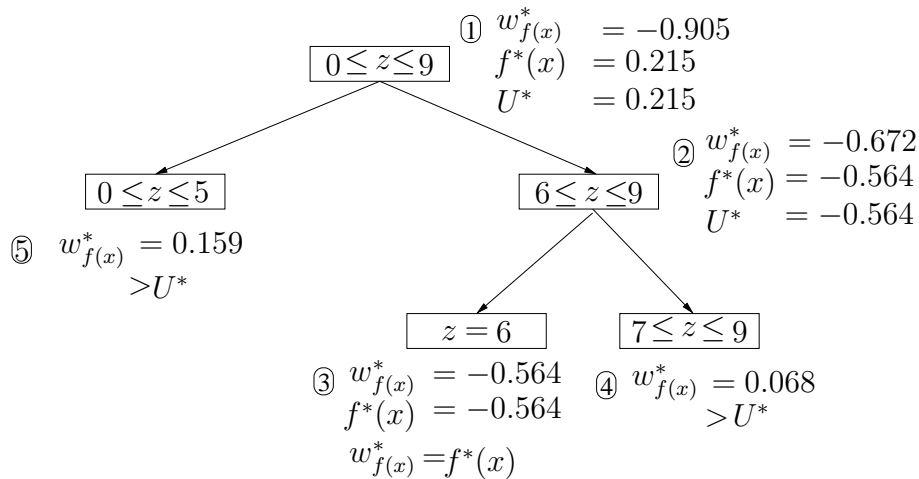 ① w*_{f(x)} = −0.905
0 ≤ z ≤ 9
f*(x) = 0.215
U* = 0.215
② w*_{f(x)} = −0.672
f*(x) = −0.564
U* = −0.564
0 ≤ z ≤ 5
6 ≤ z ≤ 9
⑤ w*_{f(x)} = 0.159
>U*
z = 6
7 ≤ z ≤ 9
③ w*_{f(x)} = −0.564
f*(x) = −0.564
w*_{f(x)} = f*(x)
④ w*_{f(x)} = 0.068
>U*